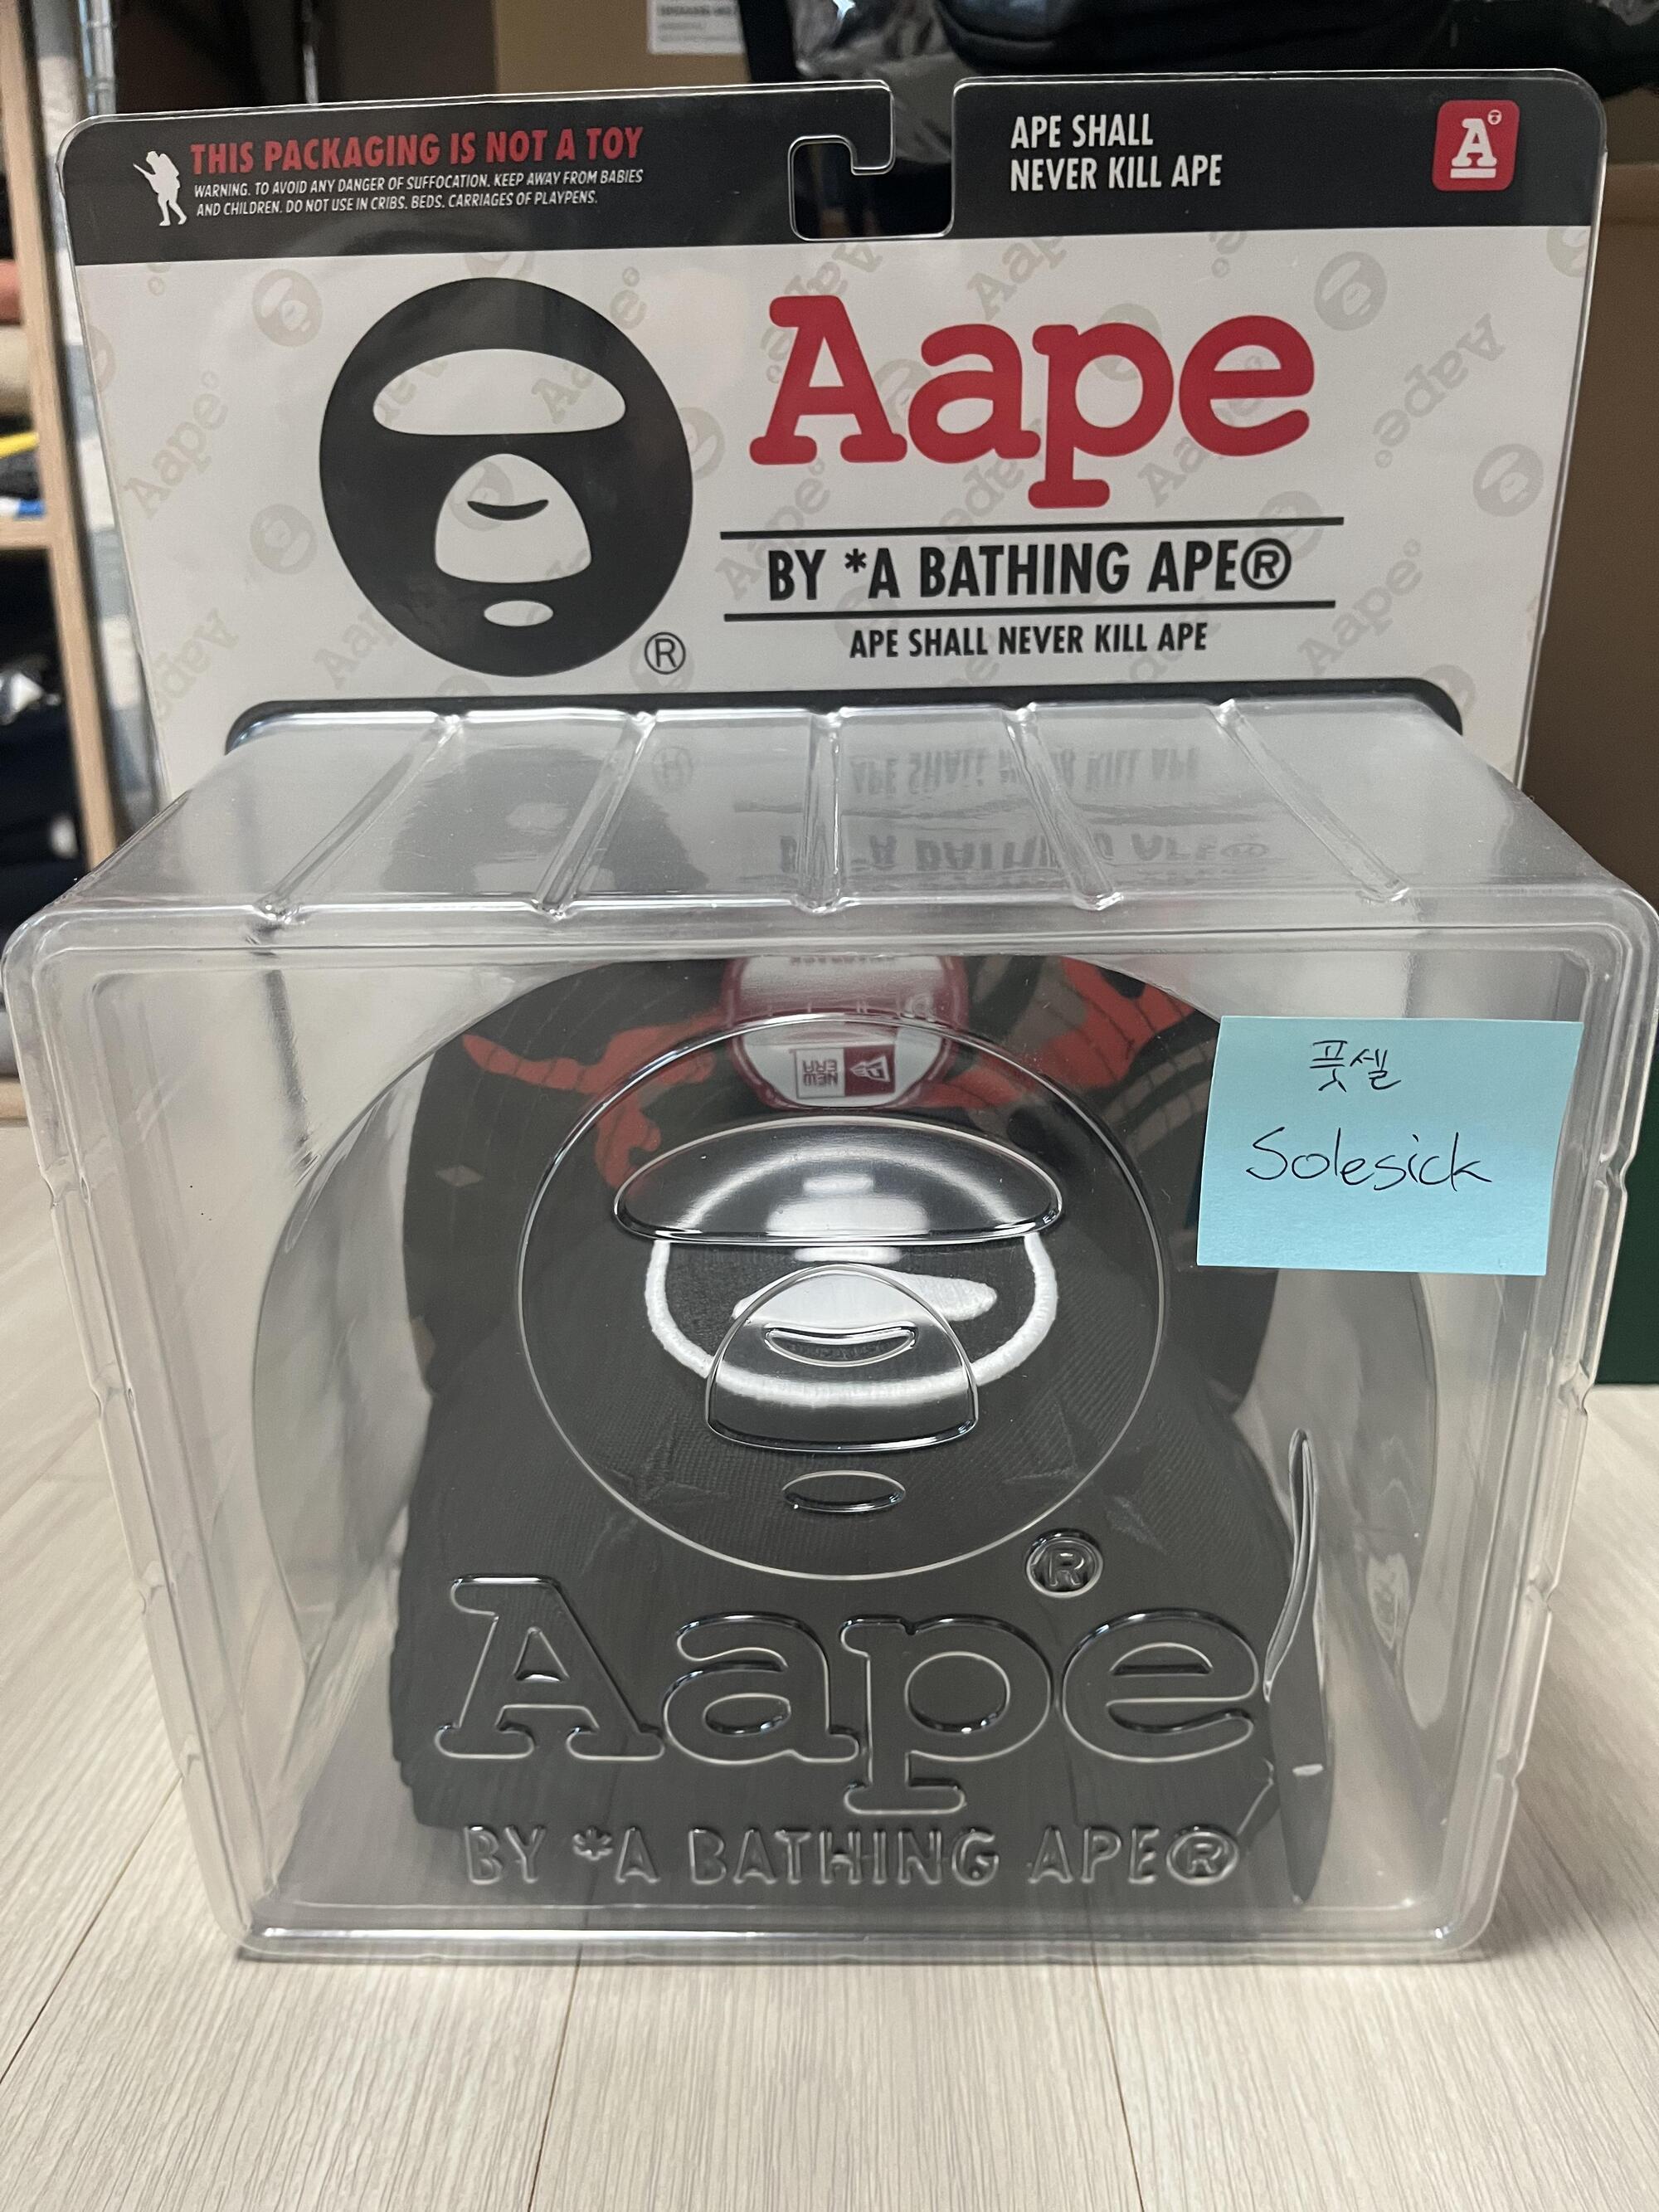 THIS PACKAGING IS NOT A TOY
WARNING. TO AVOID ANY DANGER OF SUFFOCATION. KEEP AWAY FROM BABIES
AND CHILDREN. DO NOT USE IN CRIBS. BEDS. CARRIAGES OF PLAYPENS.
APE SHALL
NEVER KILL APE
A
Aape
BY *A BATHING APE®
APE SHALL NEVER KILL APE
®
NEW
ERA
풋셀
Solesick
®
Aape
BY *A BATHING APE®